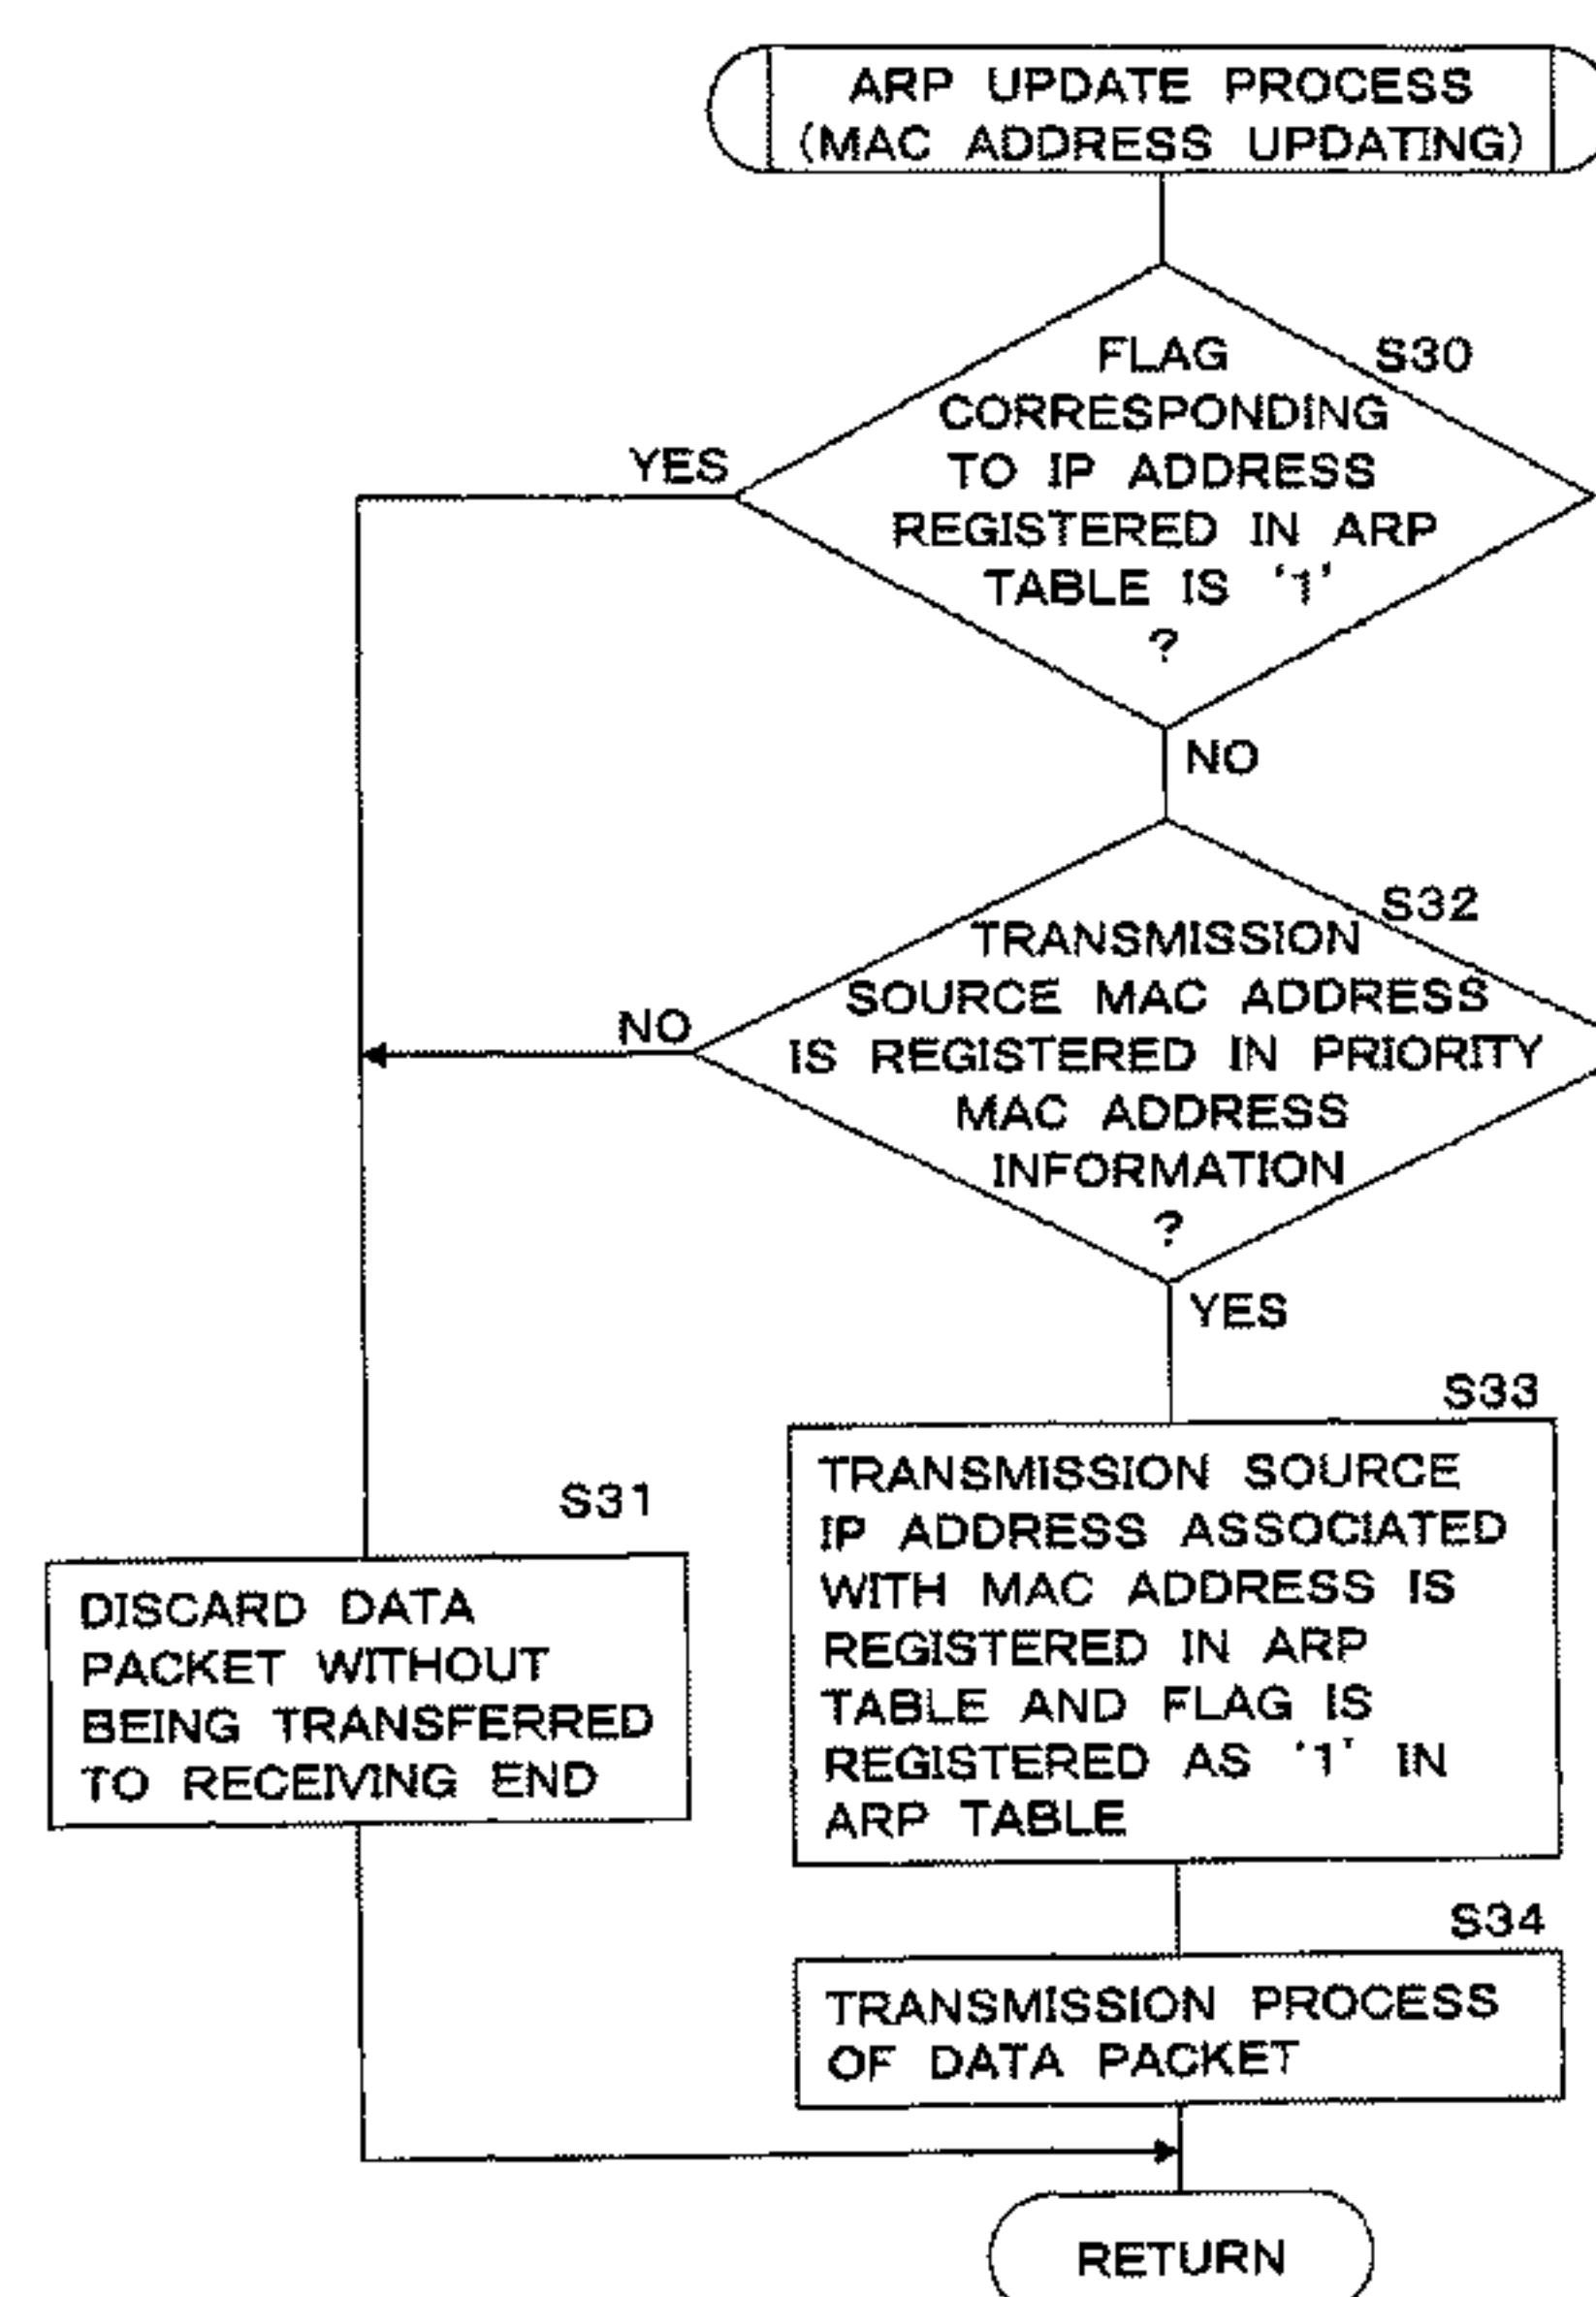 ARP UPDATE PROCESS
(MAC ADDRESS UPDATING)
S30
FLAG
CORRESPONDING
TO IP ADDRESS
REGISTERED IN ARP
TABLE IS '1'
?
YES
NO
S32
TRANSMISSION
SOURCE MAC ADDRESS
IS REGISTERED IN PRIORITY
MAC ADDRESS
INFORMATION
?
NO
YES
S33
TRANSMISSION SOURCE
IP ADDRESS ASSOCIATED
WITH MAC ADDRESS IS
REGISTERED IN ARP
TABLE AND FLAG IS
REGISTERED AS '1' IN
ARP TABLE
S31
DISCARD DATA
PACKET WITHOUT
BEING TRANSFERRED
TO RECEIVING END
S34
TRANSMISSION PROCESS
OF DATA PACKET
RETURN